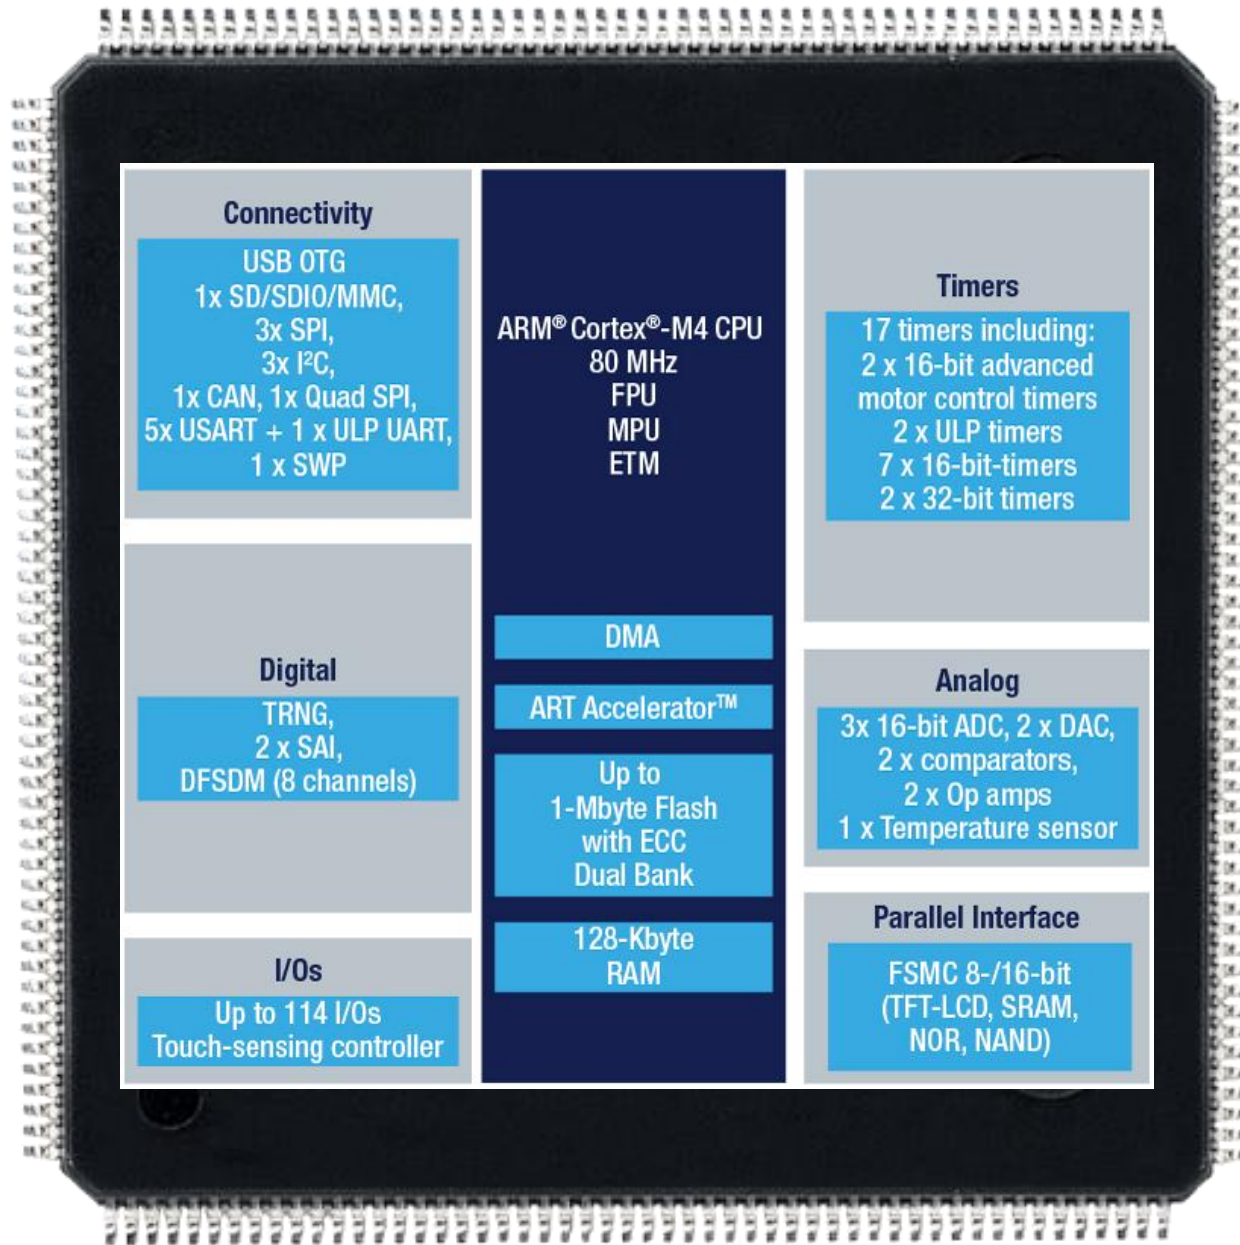 Connectivity
USB OTG
1x SD/SDIO/MMC,
3x SPI,
3x I²C,
1x CAN, 1x Quad SPI,
5x USART + 1 x ULP UART,
1 x SWP
Digital
TRNG,
2 x SAI,
DFSDM (8 channels)
I/Os
Up to 114 I/Os
Touch-sensing controller
ARM® Cortex®-M4 CPU
80 MHz
FPU
MPU
ETM
DMA
ART Accelerator™
Up to
1-Mbyte Flash
with ECC
Dual Bank
128-Kbyte
RAM
Timers
17 timers including:
2 x 16-bit advanced
motor control timers
2 x ULP timers
7 x 16-bit-timers
2 x 32-bit timers
Analog
3x 16-bit ADC, 2 x DAC,
2 x comparators,
2 x Op amps
1 x Temperature sensor
Parallel Interface
FSMC 8-/16-bit
(TFT-LCD, SRAM,
NOR, NAND)